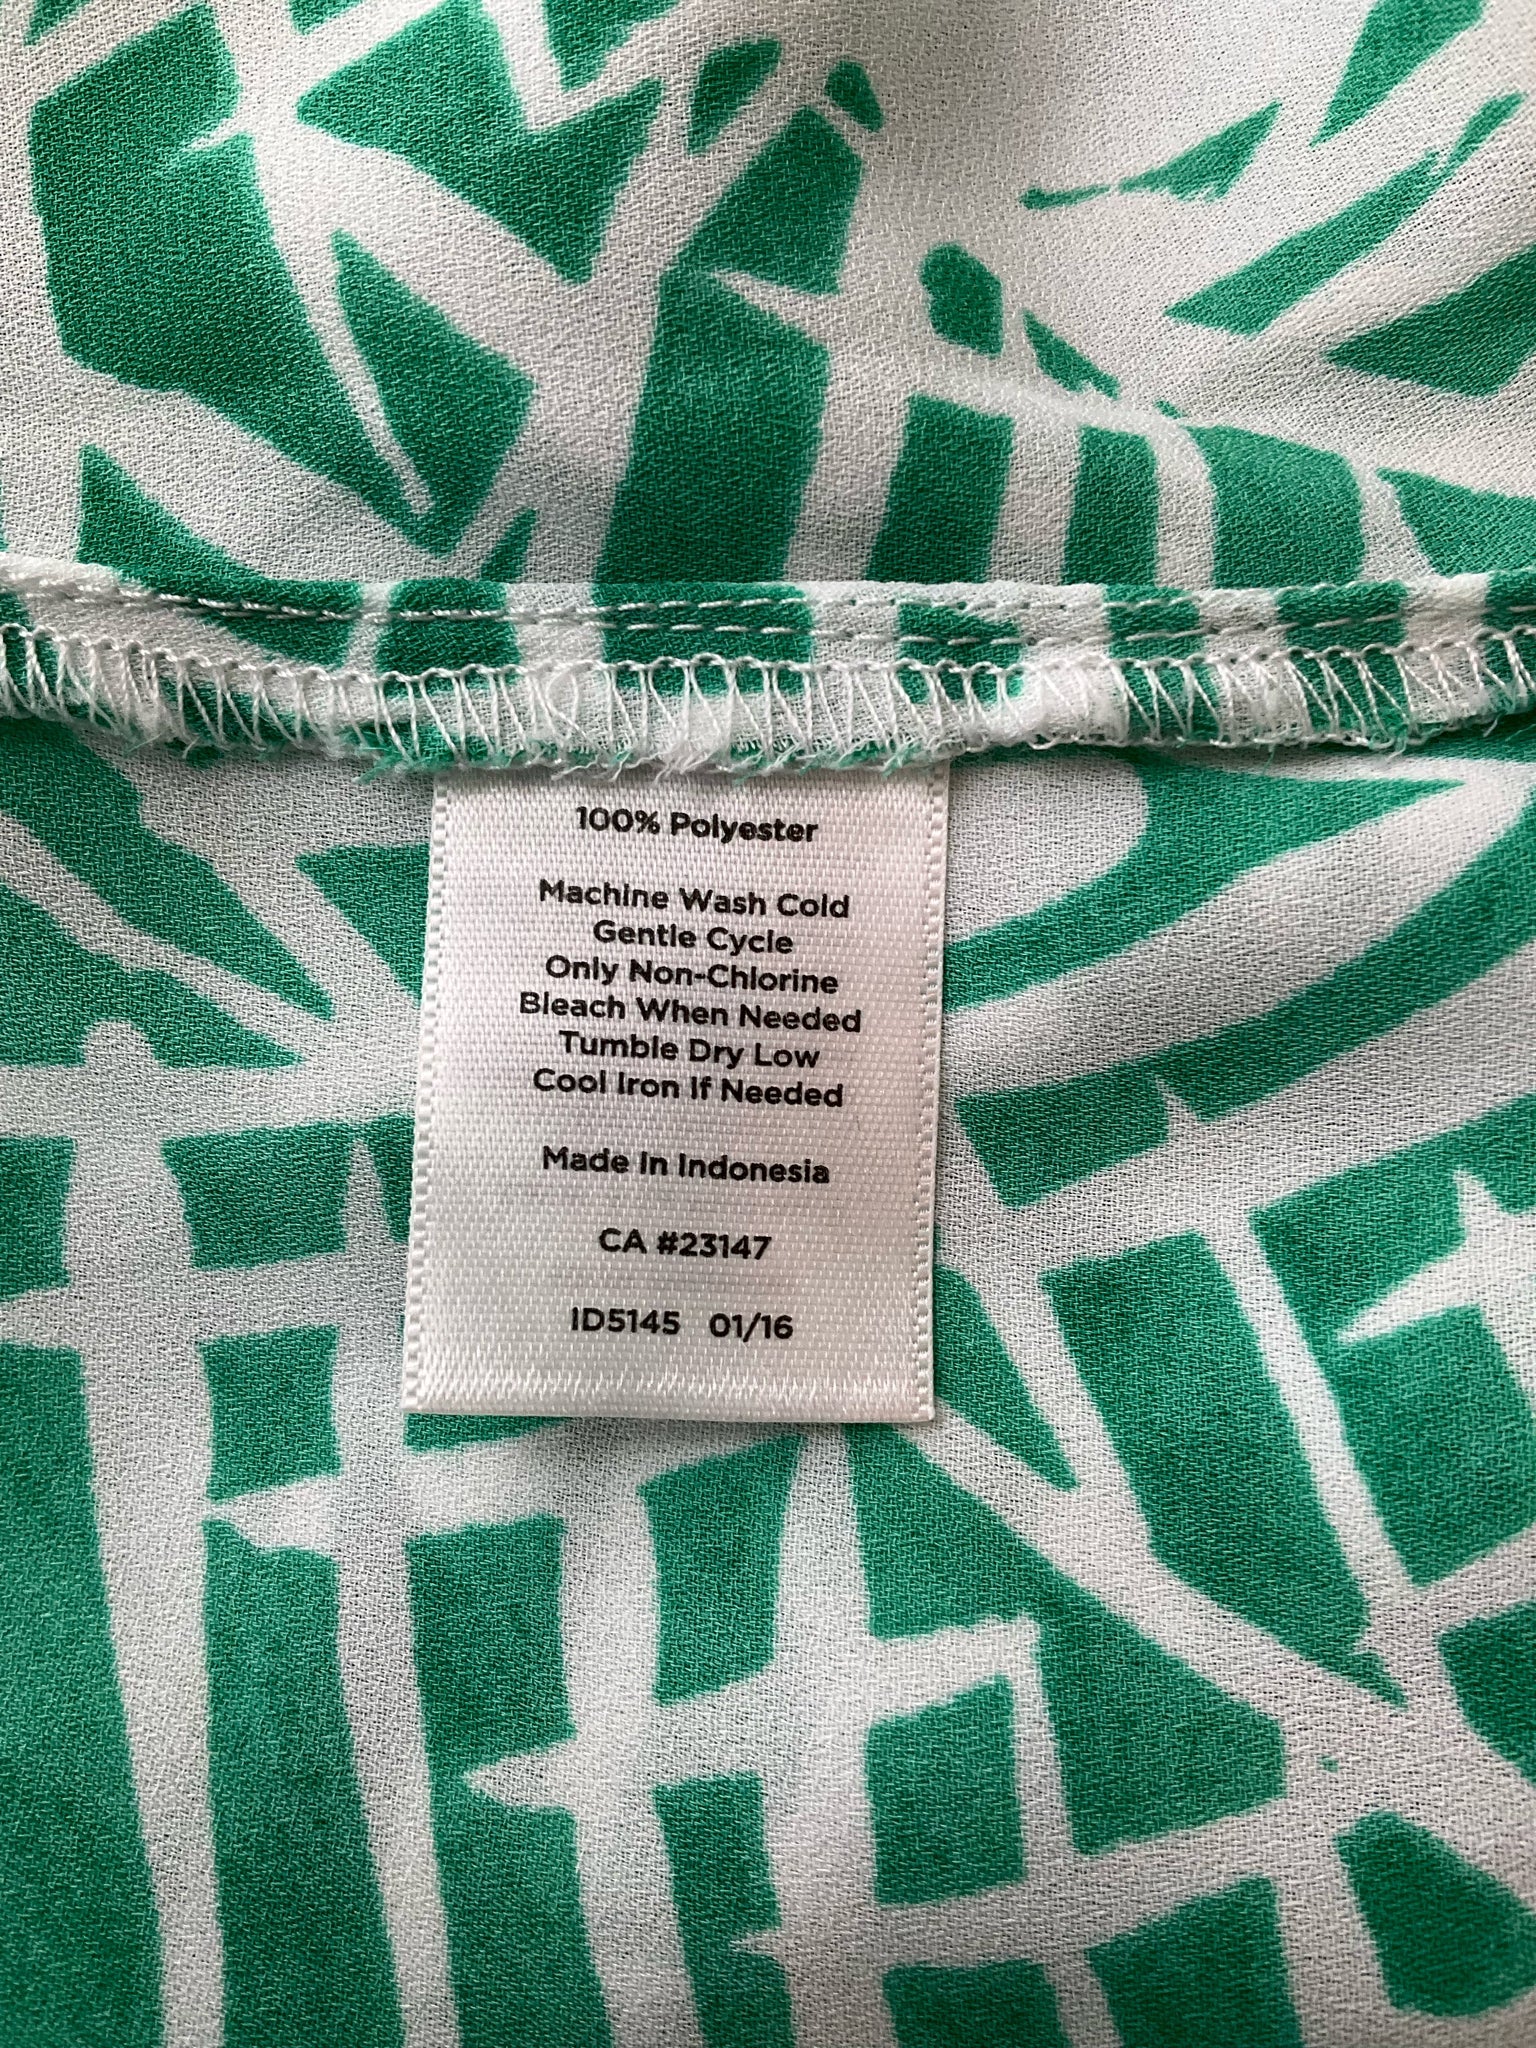 100% Polyester
Machine Wash Cold
Gentle Cycle
Only Non-Chlorine
Bleach When Needed
Tumble Dry Low
Cool Iron If Needed
Made In Indonesia
CA #23147
ID5145 01/16